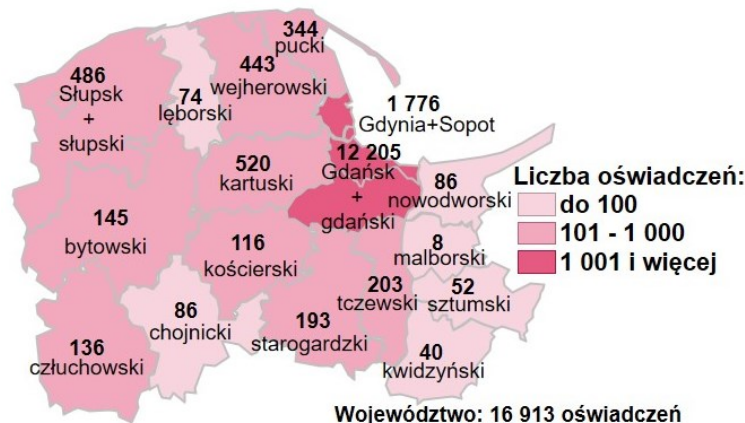 344
pucki
486
Słupsk
+
słupski
74
lęborski
443
wejherowski
1 776
Gdynia+Sopot
12 205
Gdańsk
+
gdański
520
kartuski
86
nowodworski
145
bytowski
116
kościerski
8
malborski
203
tczewski
52
sztumski
86
chojnicki
193
starogardzki
136
człuchowski
40
kwidzyński
Liczba oświadczeń:
do 100
101 - 1 000
1 001 i więcej
Województwo: 16 913 oświadczeń